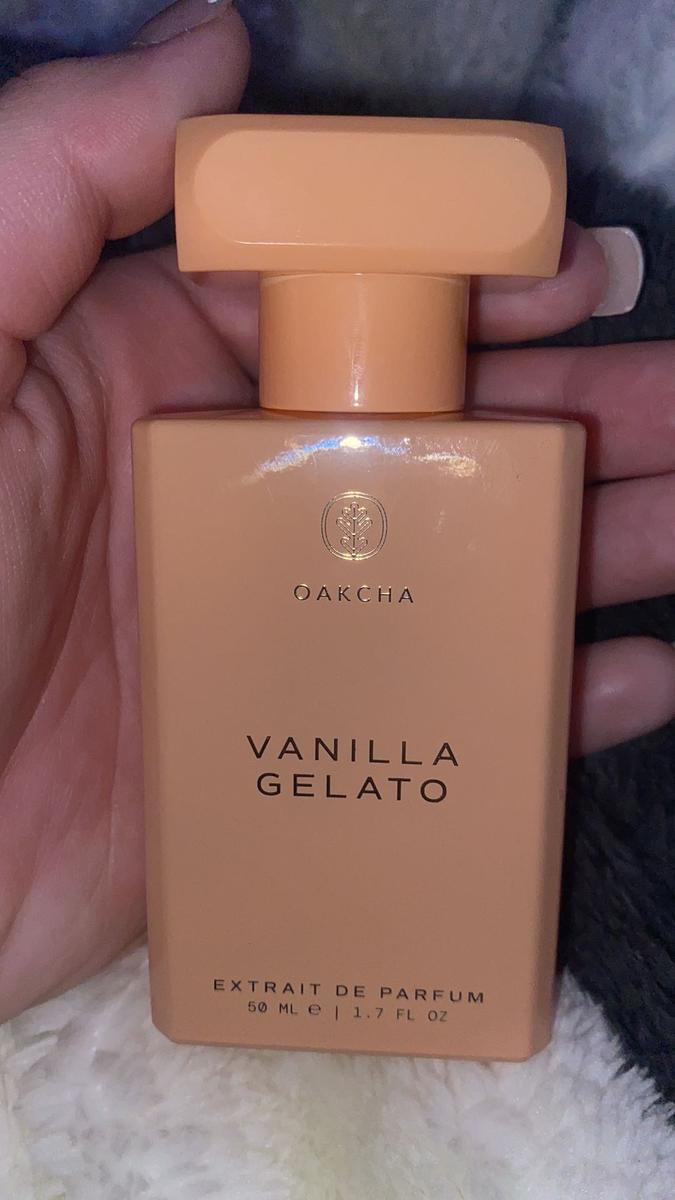 OAKCHA
VANILLA
GELATO
EXTRAIT DE PARFUM
50 ML ℮ | 1.7 FL OZ